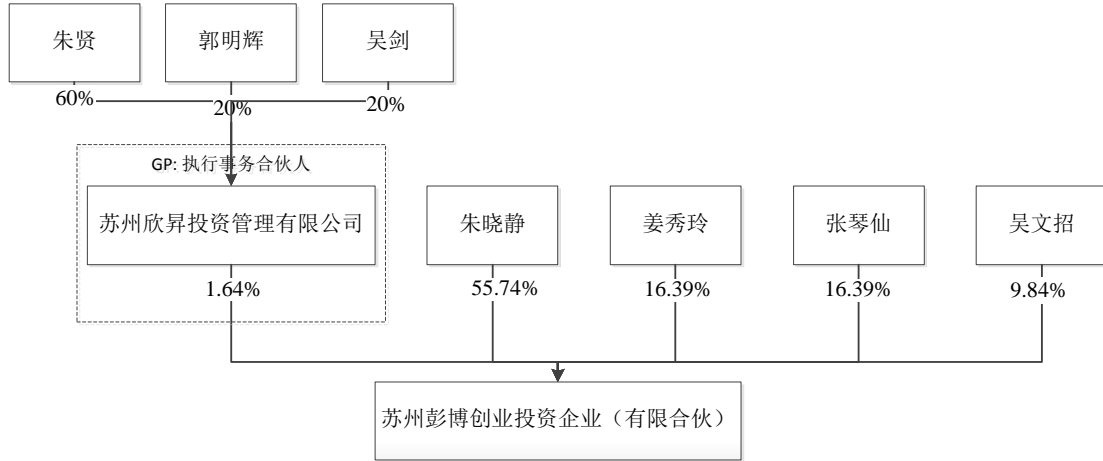 朱贤
郭明辉
吴剑
60%
20%
20%
GP: 执行事务合伙人
苏州欣昇投资管理有限公司
朱晓静
姜秀玲
张琴仙
吴文招
1.64%
55.74%
16.39%
16.39%
9.84%
苏州彭博创业投资企业（有限合伙）